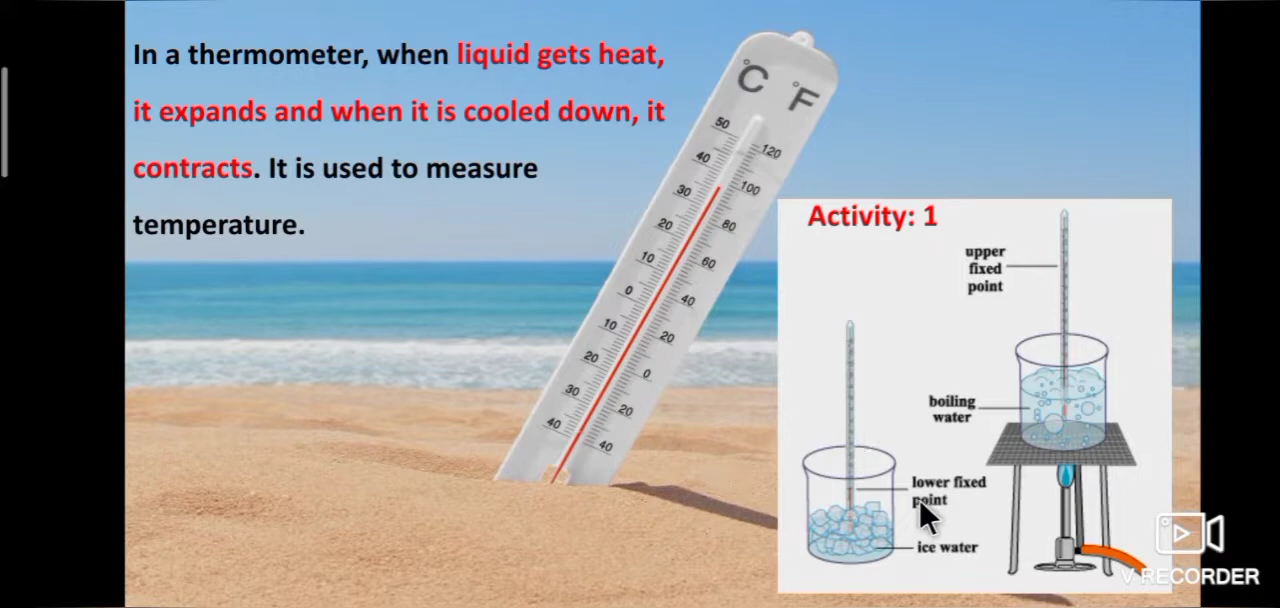 In a thermometer, when liquid gets heat,
it expands and when it is cooled down, it
contracts. It is used to measure
temperature.
°C °F
50
120
40
100
30
80
20
60
10
40
0
20
10
0
20
20
30
40
40
Activity: 1
upper
fixed
point
boiling
water
lower fixed
point
ice water
V RECORDER